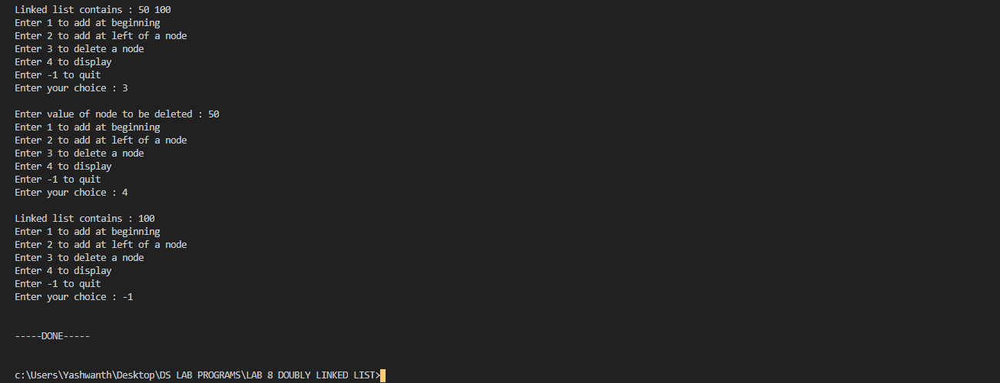 Linked list contains : 50 100
Enter 1 to add at beginning
Enter 2 to add at left of a node
Enter 3 to delete a node
Enter 4 to display
Enter -1 to quit
Enter your choice : 3
Enter value of node to be deleted : 50
Enter 1 to add at beginning
Enter 2 to add at left of a node
Enter 3 to delete a node
Enter 4 to display
Enter -1 to quit
Enter your choice : 4
Linked list contains : 100
Enter 1 to add at beginning
Enter 2 to add at left of a node
Enter 3 to delete a node
Enter 4 to display
Enter -1 to quit
Enter your choice : -1
-----DONE-----
c:\Users\Yashwanth\Desktop\DS LAB PROGRAMS\LAB 8 DOUBLY LINKED LIST>